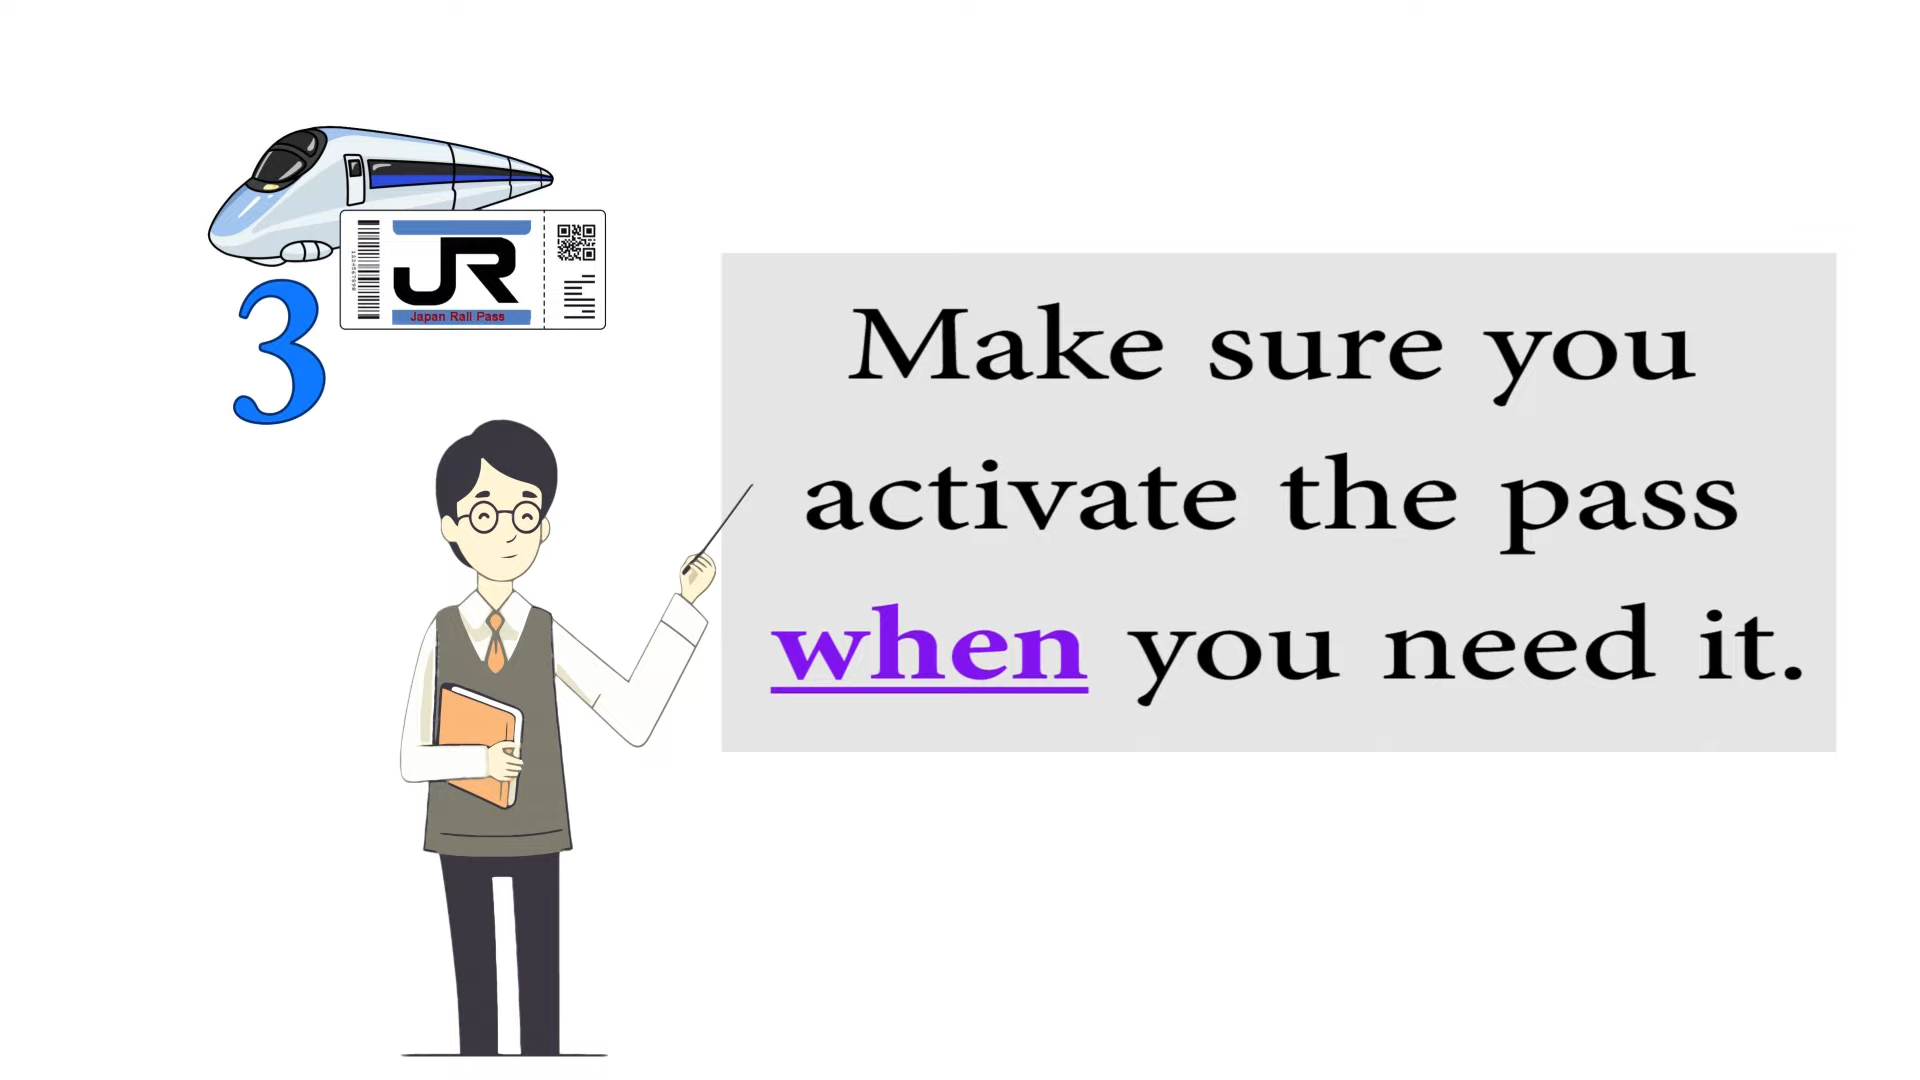 JR
Japan Rail Pass
3
Make sure you
activate the pass
when you need it.